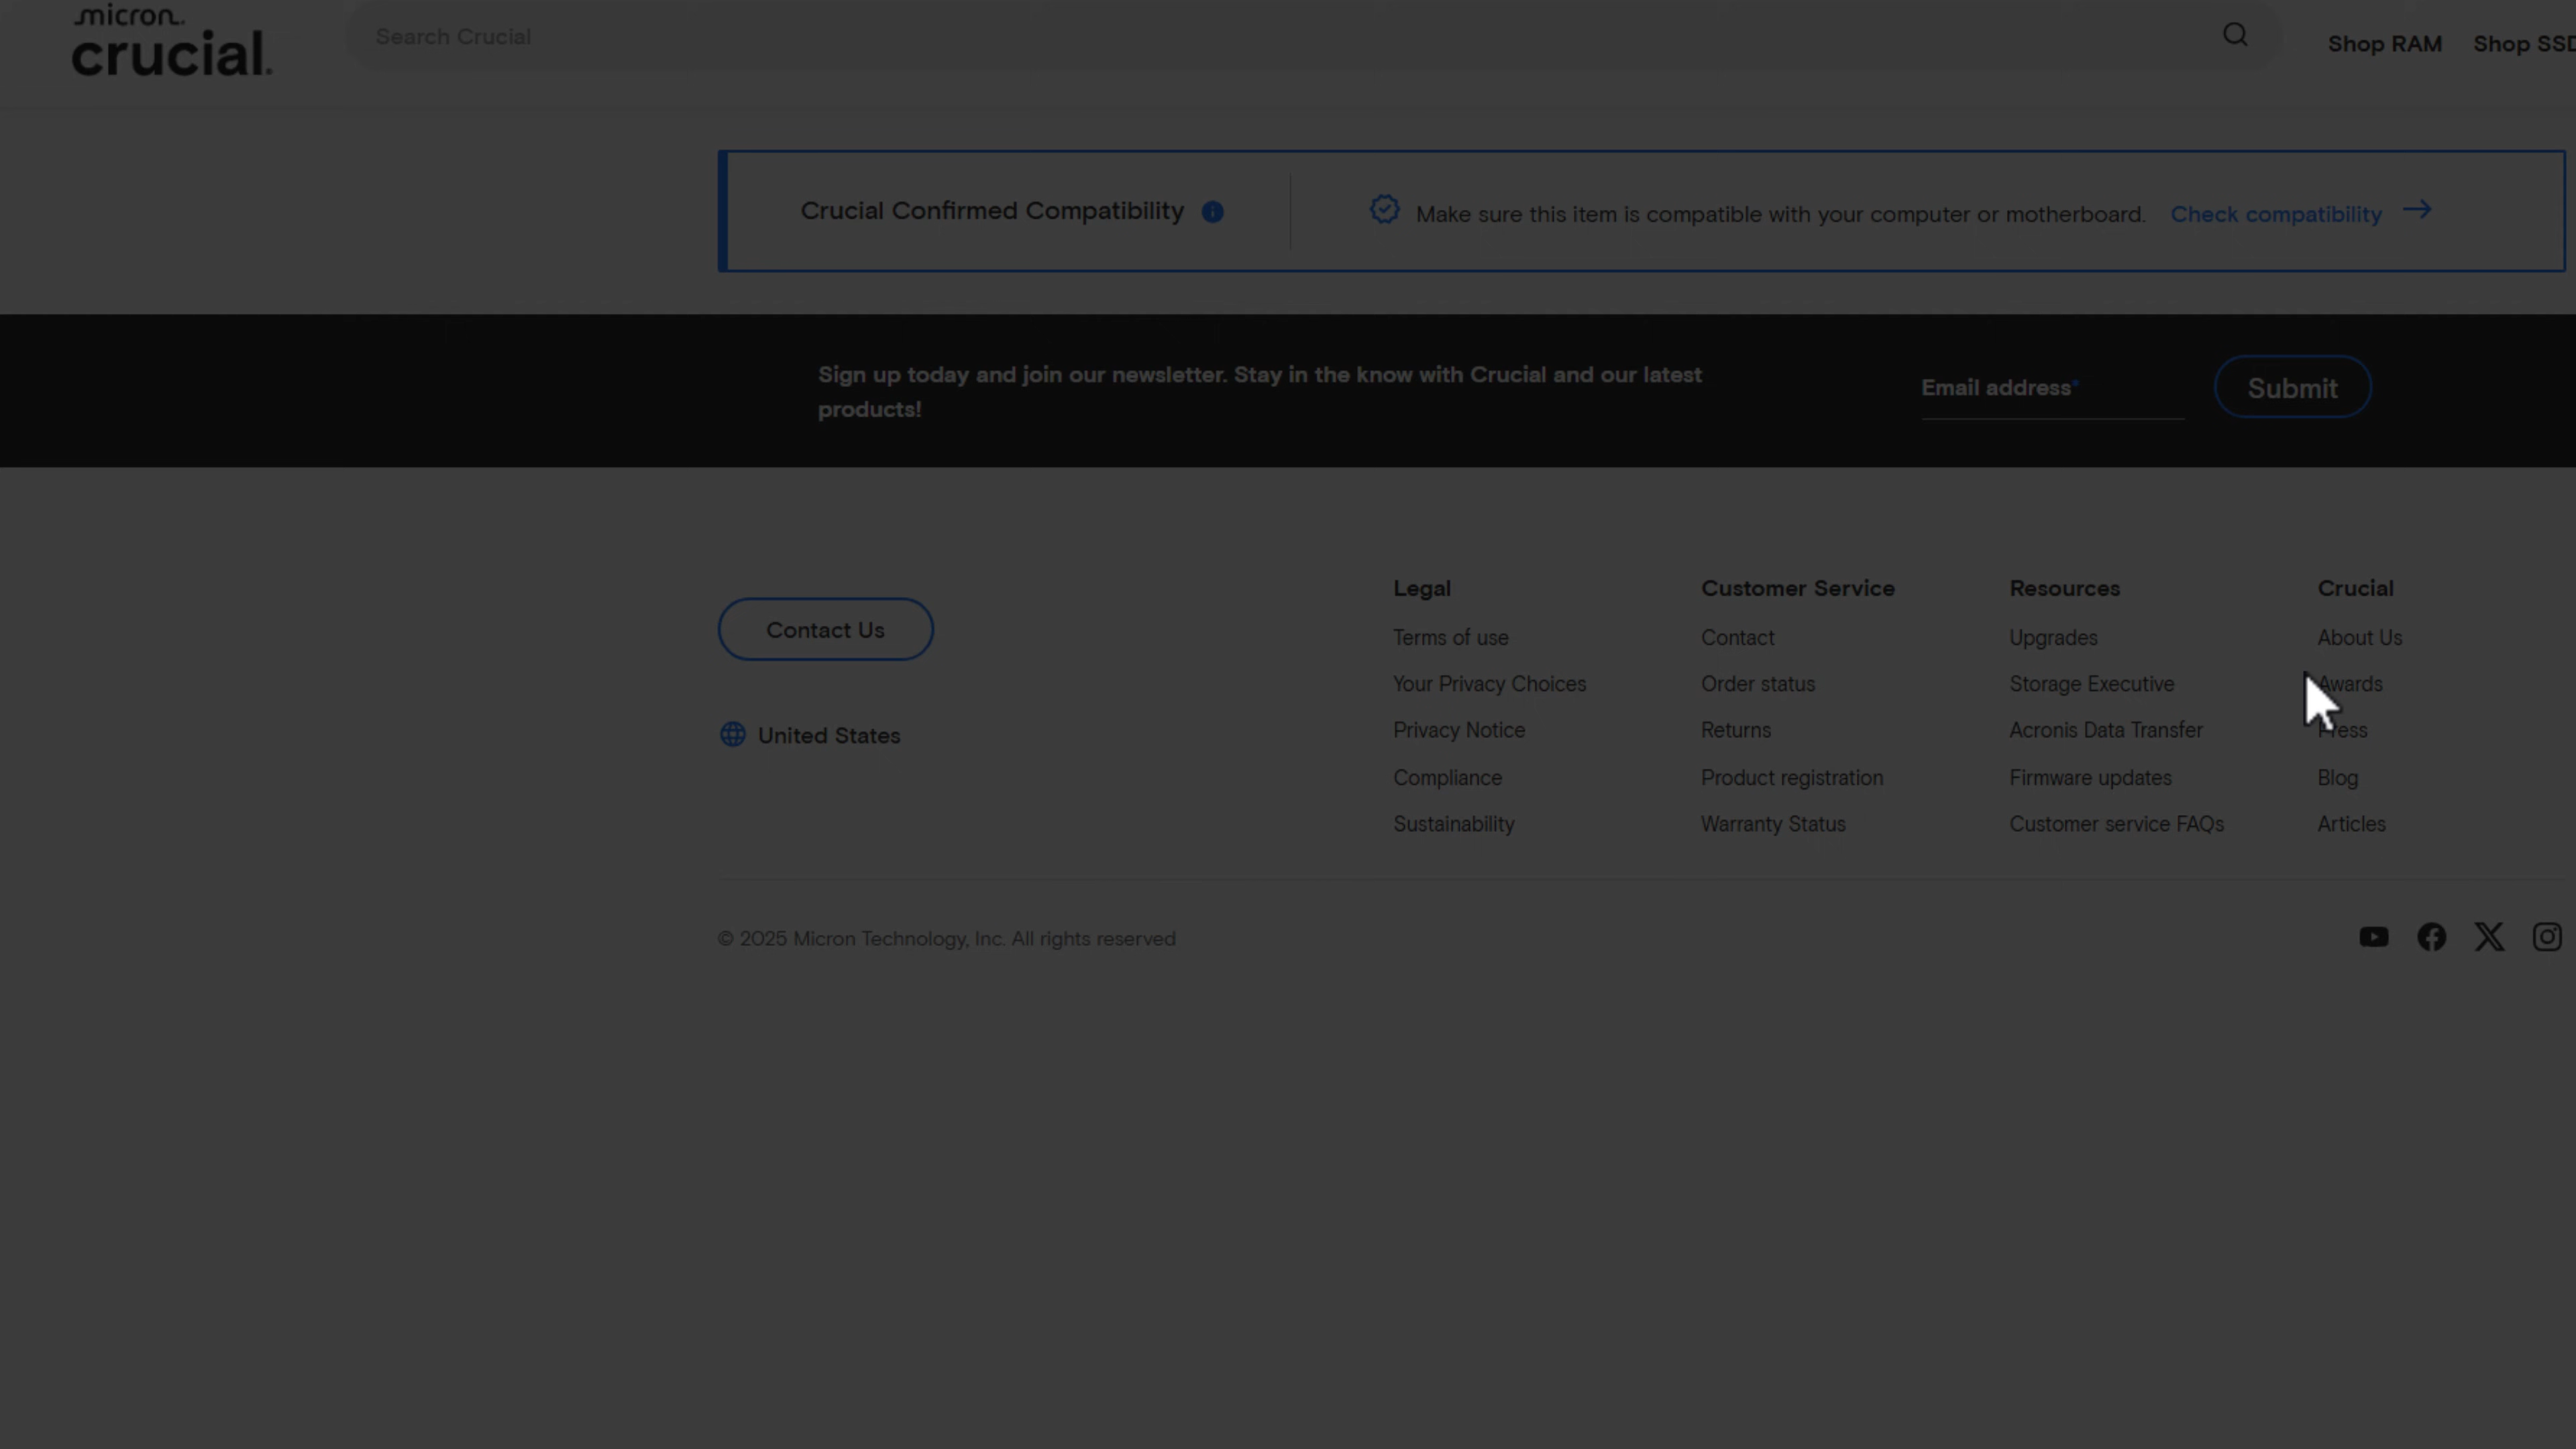 micron
crucial
Search Crucial
Shop RAM
Shop SSD
Crucial Confirmed Compatibility
Make sure this item is compatible with your computer or motherboard. Check compatibility
Sign up today and join our newsletter. Stay in the know with Crucial and our latest
products!
Email address*
Submit
Contact Us
United States
Legal
Terms of use
Your Privacy Choices
Privacy Notice
Compliance
Sustainability
Customer Service
Contact
Order status
Returns
Product registration
Warranty Status
Resources
Upgrades
Storage Executive
Acronis Data Transfer
Firmware updates
Customer service FAQs
Crucial
About Us
Awards
Press
Blog
Articles
© 2025 Micron Technology, Inc. All rights reserved